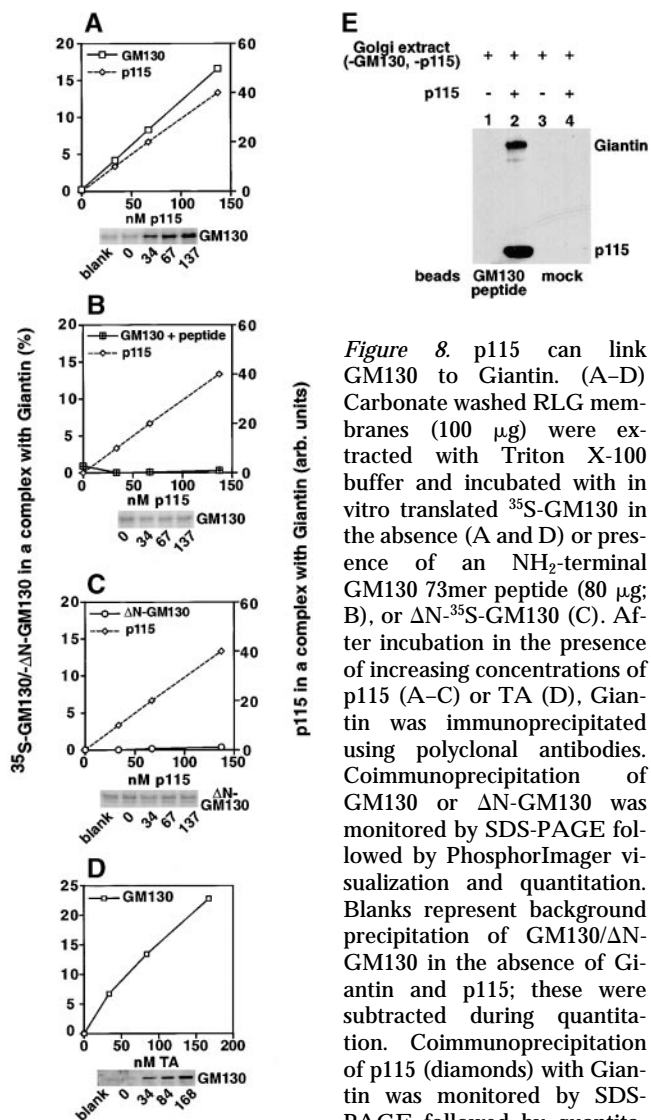 A
20
15
10
5
0
GM130
p115
60
40
20
0
0 50 100 150
nM p115
GM130
blank 0 34 67 137
B
20
15
10
5
0
GM130 + peptide
p115
60
40
20
0
0 50 100 150
nM p115
GM130
0 34 67 137
C
20
15
10
5
0
ΔN-GM130
p115
60
40
20
0
0 50 100 150
nM p115
ΔN-
GM130
blank 0 34 67 137
D
25
20
15
10
5
0
GM130
0 50 100 150 200
nM TA
GM130
blank 0 34 84 168
35S-GM130/-ΔN-GM130 in a complex with Giantin (%)
p115 in a complex with Giantin (arb. units)
E
Golgi extract
(-GM130, -p115)
+ + + +
p115 - + - +
1 2 3 4
Giantin
p115
beads GM130 mock
peptide
Figure 8. p115 can link
GM130 to Giantin. (A–D)
Carbonate washed RLG mem-
branes (100 μg) were ex-
tracted with Triton X-100
buffer and incubated with in
vitro translated 35S-GM130 in
the absence (A and D) or pres-
ence of an NH2-terminal
GM130 73mer peptide (80 μg;
B), or ΔN-35S-GM130 (C). Af-
ter incubation in the presence
of increasing concentrations of
p115 (A–C) or TA (D), Gian-
tin was immunoprecipitated
using polyclonal antibodies.
Coimmunoprecipitation of
GM130 or ΔN-GM130 was
monitored by SDS-PAGE fol-
lowed by PhosphorImager vi-
sualization and quantitation.
Blanks represent background
precipitation of GM130/ΔN-
GM130 in the absence of Gi-
antin and p115; these were
subtracted during quantita-
tion. Coimmunoprecipitation
of p115 (diamonds) with Gian-
tin was monitored by SDS-
PAGE followed by quantita-